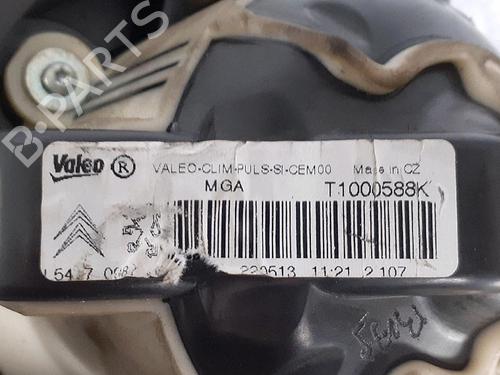 B-PARTS
Valeo ® VALEO-CLIM-PULS-SI-CEM00 Made in CZ
MGA T1000588K
220513 11:21 2 107